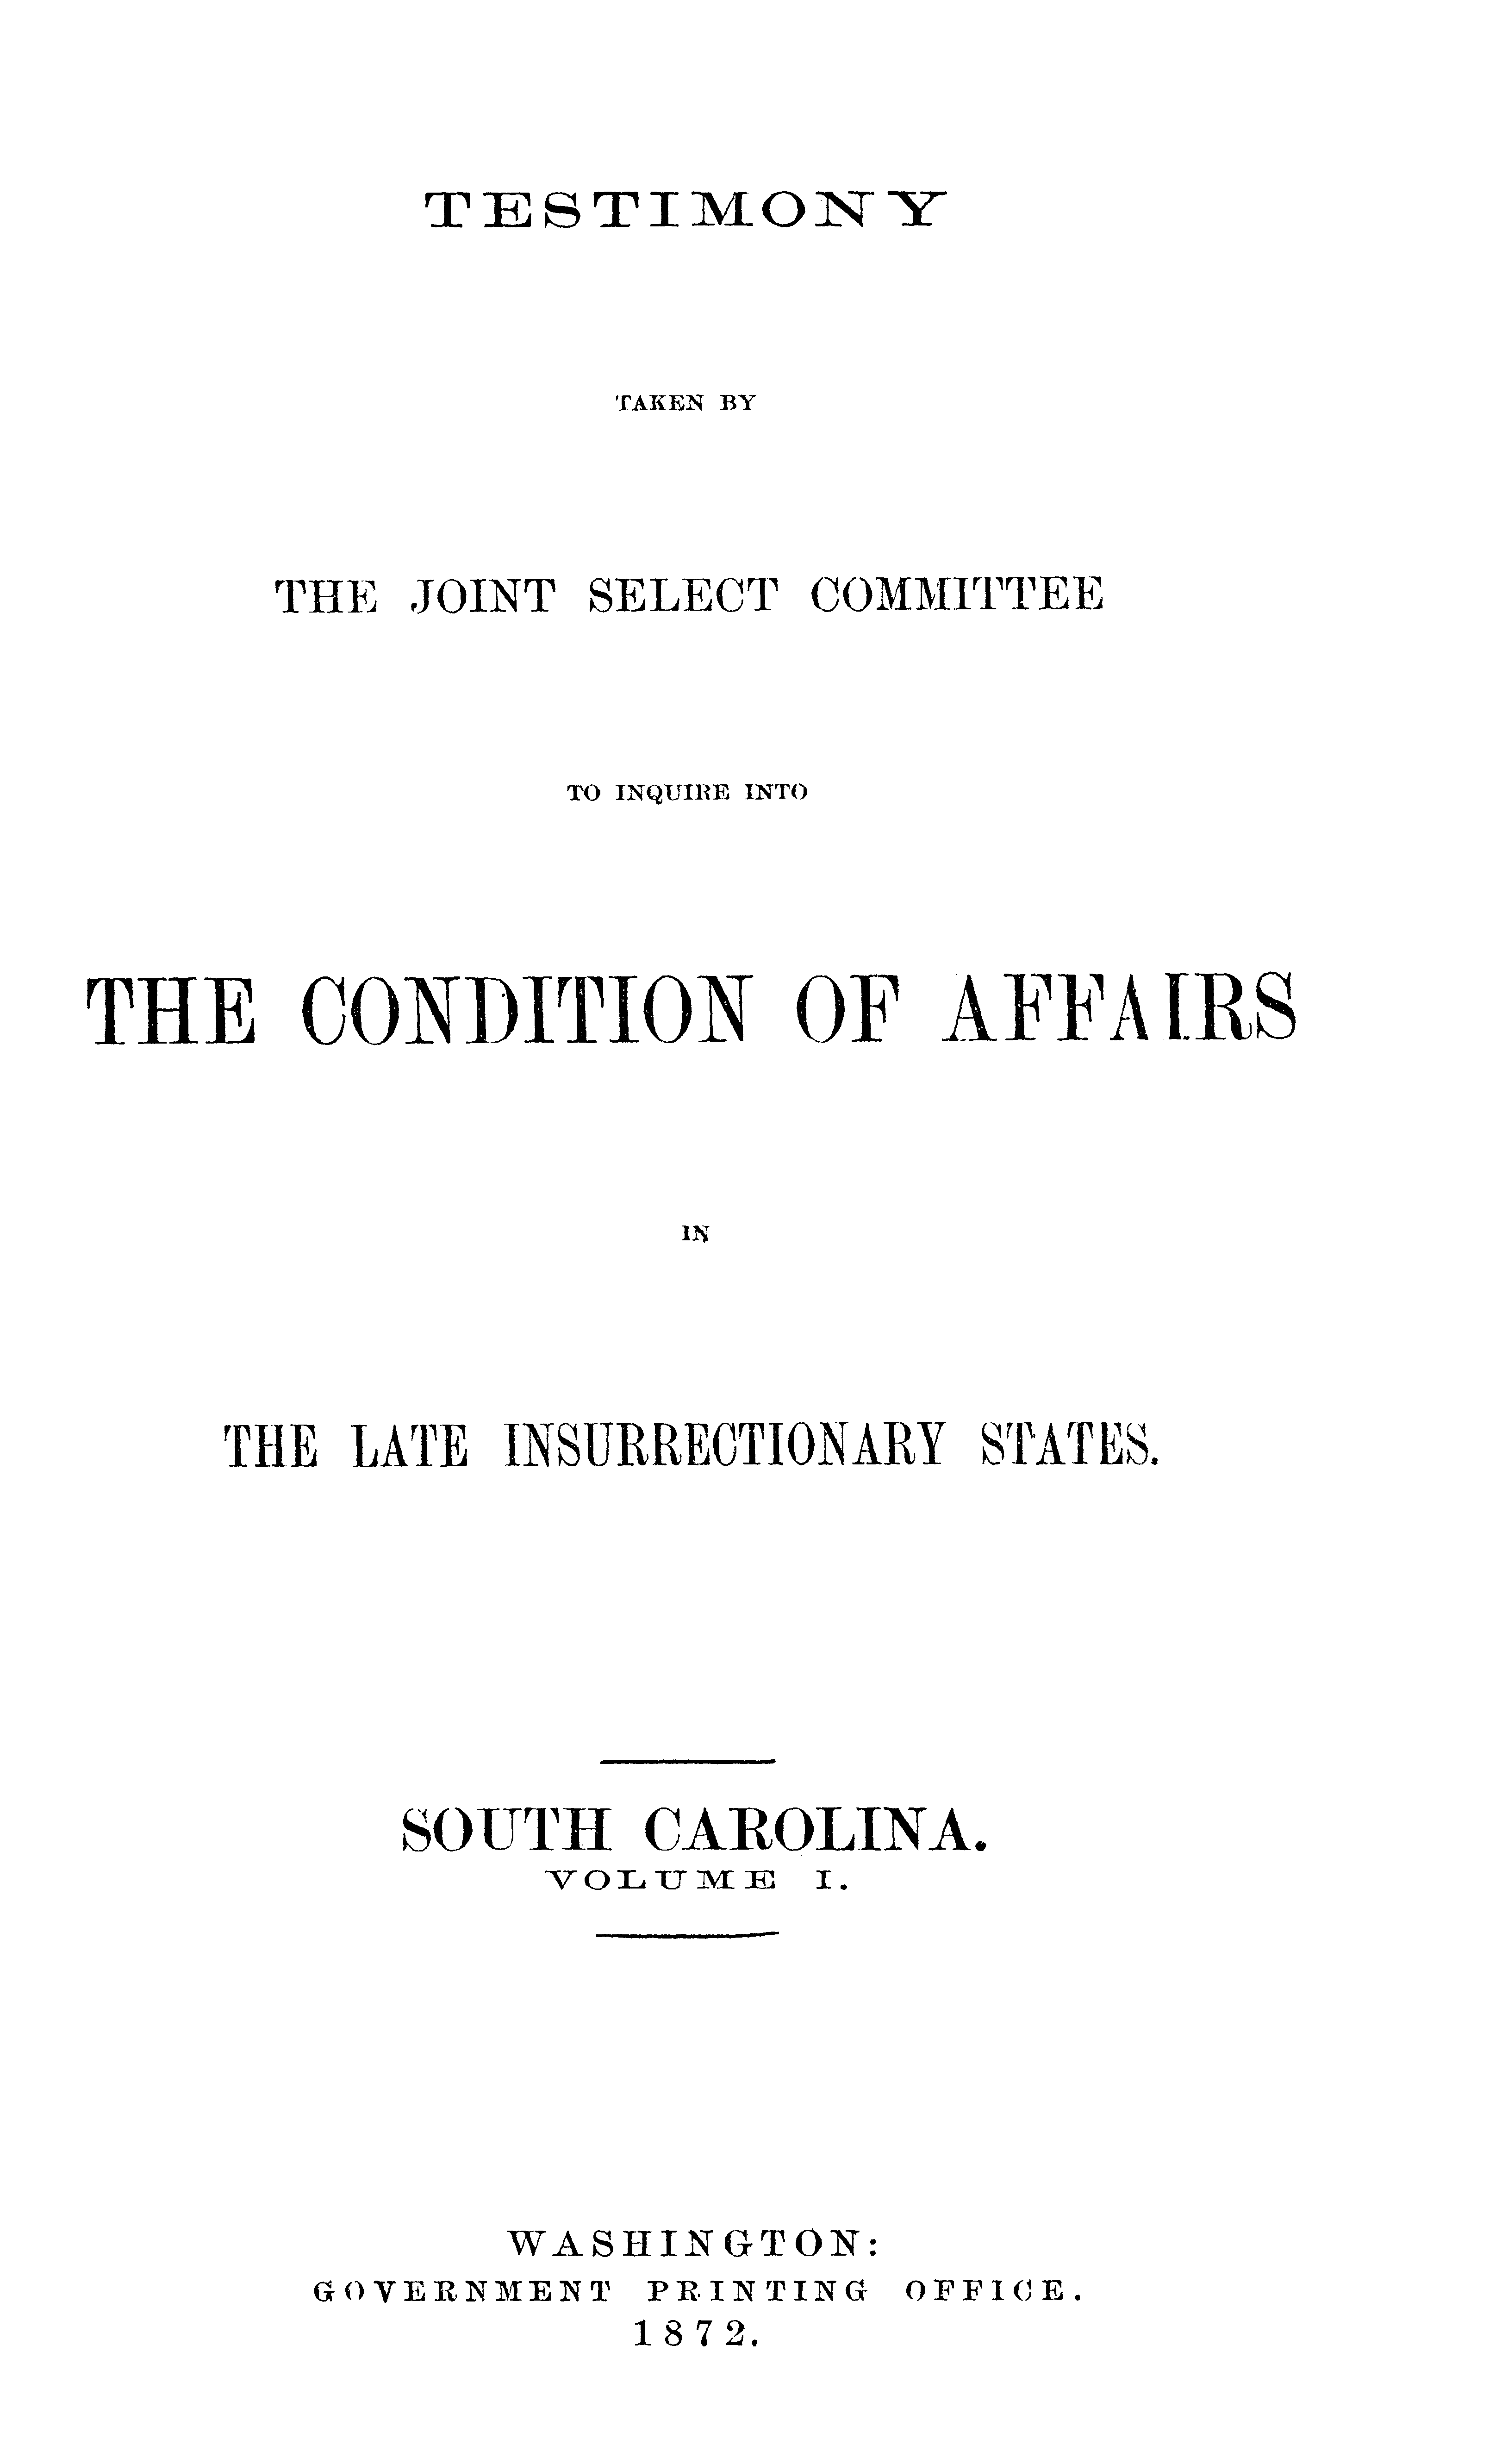 TESTIMONY
TAKEN BY
THE JOINT SELECT COMMITTEE
TO INQUIRE INTO
THE CONDITION OF AFFAIRS
IN
THE LATE INSURRECTIONARY STATES.
SOUTH CAROLINA.
VOLUME I.
WASHINGTON:
GOVERNMENT PRINTING OFFICE.
1872.